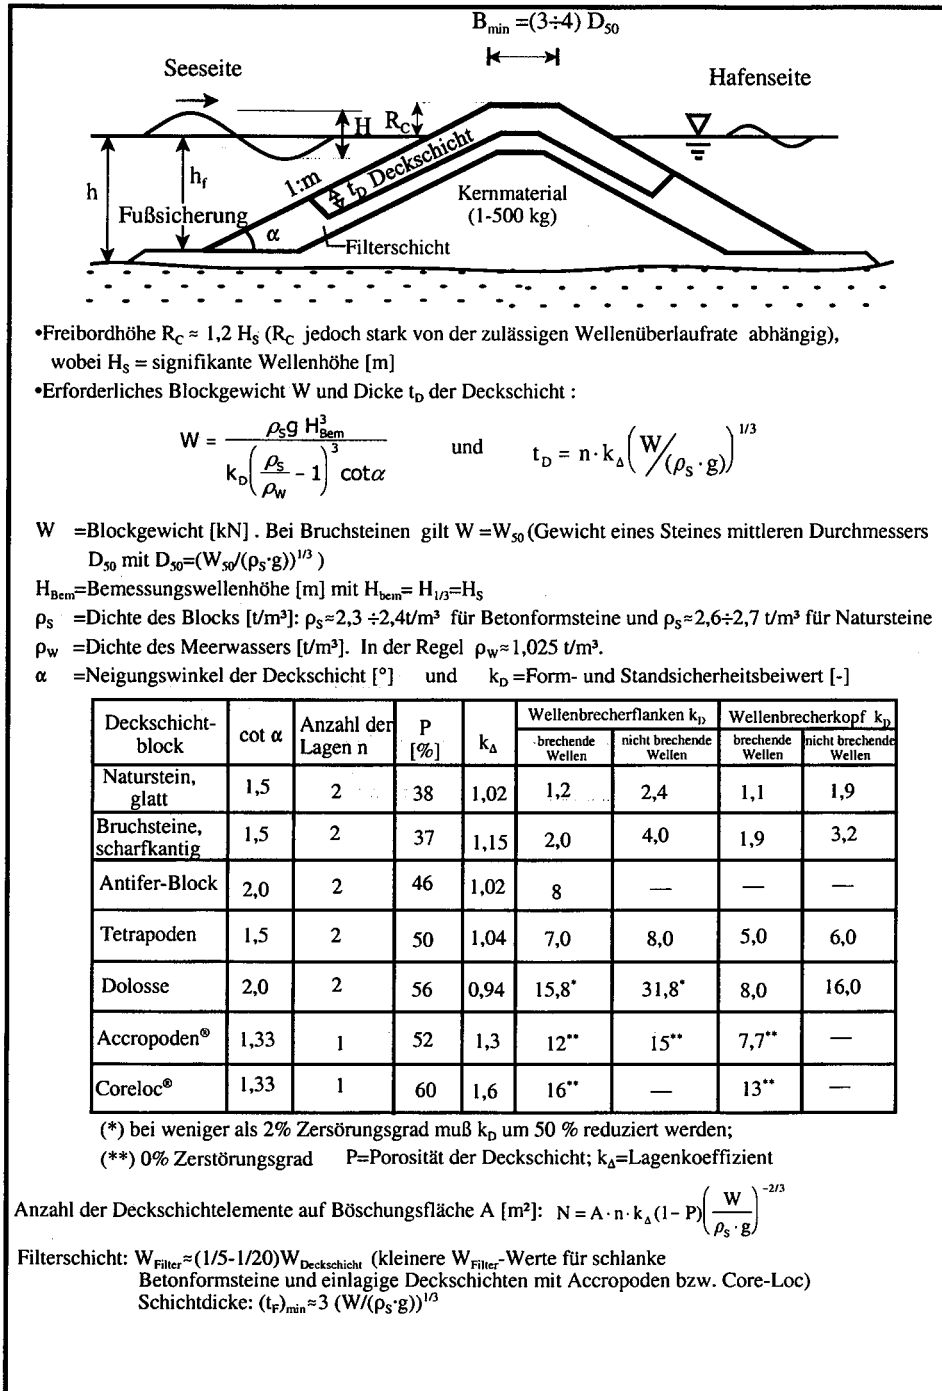 B_min =(3÷4) D_50
Seeseite
Hafenseite
H
R_C
h
h_f
1:m
t_D Deckschicht
Kernmaterial
(1-500 kg)
Fußsicherung
α
Filterschicht
•Freibordhöhe R_C ≈ 1,2 H_S (R_C jedoch stark von der zulässigen Wellenüberlaufrate abhängig),
wobei H_S = signifikante Wellenhöhe [m]
•Erforderliches Blockgewicht W und Dicke t_D der Deckschicht :
W = ρ_S g H³_Bem / (k_D (ρ_S/ρ_W - 1)³ cotα) und t_D = n · k_Δ (W/(ρ_S · g))^1/3
W =Blockgewicht [kN] . Bei Bruchsteinen gilt W =W_50 (Gewicht eines Steines mittleren Durchmessers
D_50 mit D_50=(W_50/(ρ_S·g))^1/3 )
H_Bem=Bemessungswellenhöhe [m] mit H_bem= H_1/3=H_S
ρ_S =Dichte des Blocks [t/m³]: ρ_S≈2,3 ÷2,4t/m³ für Betonformsteine und ρ_S≈2,6÷2,7 t/m³ für Natursteine
ρ_W =Dichte des Meerwassers [t/m³]. In der Regel ρ_W≈1,025 t/m³.
α =Neigungswinkel der Deckschicht [°] und k_D =Form- und Standsicherheitsbeiwert [-]
Deckschicht-block | cot α | Anzahl der Lagen n | P [%] | k_Δ | Wellenbrecherflanken k_D | Wellenbrecherkopf k_D
brechende Wellen | nicht brechende Wellen | brechende Wellen | nicht brechende Wellen
Naturstein, glatt | 1,5 | 2 | 38 | 1,02 | 1,2 | 2,4 | 1,1 | 1,9
Bruchsteine, scharfkantig | 1,5 | 2 | 37 | 1,15 | 2,0 | 4,0 | 1,9 | 3,2
Antifer-Block | 2,0 | 2 | 46 | 1,02 | 8 | — | — | —
Tetrapoden | 1,5 | 2 | 50 | 1,04 | 7,0 | 8,0 | 5,0 | 6,0
Dolosse | 2,0 | 2 | 56 | 0,94 | 15,8* | 31,8* | 8,0 | 16,0
Accropoden® | 1,33 | 1 | 52 | 1,3 | 12** | 15** | 7,7** | —
Coreloc® | 1,33 | 1 | 60 | 1,6 | 16** | — | 13** | —
(*) bei weniger als 2% Zersörungsgrad muß k_D um 50 % reduziert werden;
(**) 0% Zerstörungsgrad P=Porosität der Deckschicht; k_Δ=Lagenkoeffizient
Anzahl der Deckschichtelemente auf Böschungsfläche A [m²]: N = A · n · k_Δ (1 - P)(W/(ρ_S · g))^-2/3
Filterschicht: W_Filter≈(1/5-1/20)W_Deckschicht (kleinere W_Filter-Werte für schlanke
Betonformsteine und einlagige Deckschichten mit Accropoden bzw. Core-Loc)
Schichtdicke: (t_F)_min≈3 (W/(ρ_S·g))^1/3